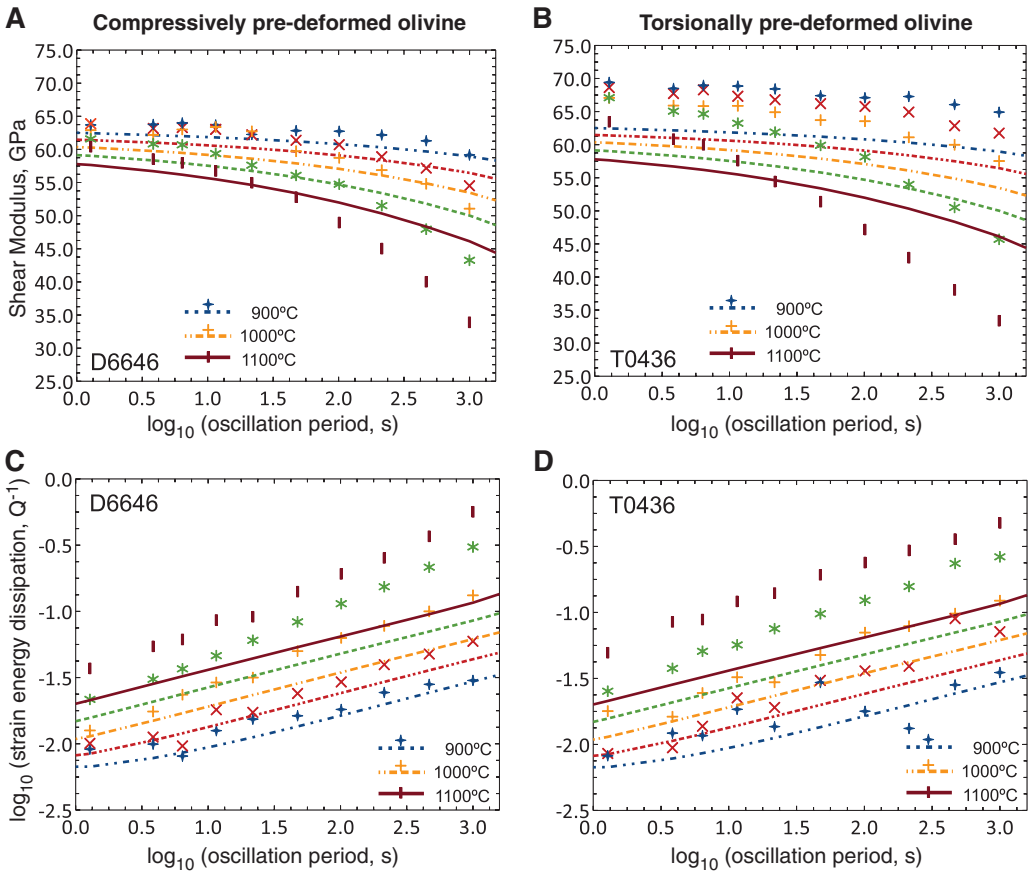 A
Compressively pre-deformed olivine
75.0
70.0
65.0
60.0
55.0
50.0
45.0
40.0
35.0
30.0
25.0
Shear Modulus, GPa
900ºC
1000ºC
1100ºC
D6646
0.0 0.5 1.0 1.5 2.0 2.5 3.0
log10 (oscillation period, s)
B
Torsionally pre-deformed olivine
75.0
70.0
65.0
60.0
55.0
50.0
45.0
40.0
35.0
30.0
25.0
900ºC
1000ºC
1100ºC
T0436
0.0 0.5 1.0 1.5 2.0 2.5 3.0
log10 (oscillation period, s)
C
D6646
0.0
-0.5
-1.0
-1.5
-2.0
-2.5
log10 (strain energy dissipation, Q-1)
900ºC
1000ºC
1100ºC
0.0 0.5 1.0 1.5 2.0 2.5 3.0
log10 (oscillation period, s)
D
T0436
0.0
-0.5
-1.0
-1.5
-2.0
-2.5
900ºC
1000ºC
1100ºC
0.0 0.5 1.0 1.5 2.0 2.5 3.0
log10 (oscillation period, s)